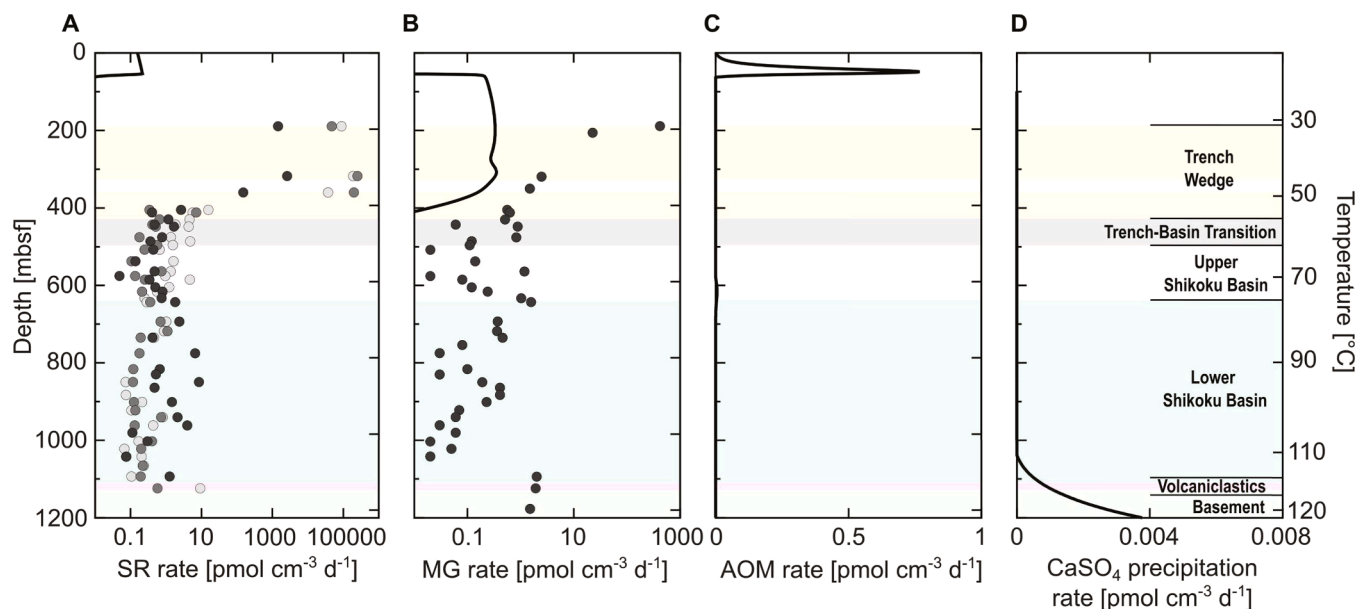 A
B
C
D
0
200
400
600
800
1000
1200
Depth [mbsf]
0.1
10
1000
100000
SR rate [pmol cm⁻³ d⁻¹]
0.1
10
1000
MG rate [pmol cm⁻³ d⁻¹]
0
0.5
1
AOM rate [pmol cm⁻³ d⁻¹]
Trench
Wedge
Trench-Basin Transition
Upper
Shikoku Basin
Lower
Shikoku Basin
Volcaniclastics
Basement
30
50
70
90
110
120
Temperature [°C]
0
0.004
0.008
CaSO₄ precipitation
rate [pmol cm⁻³ d⁻¹]